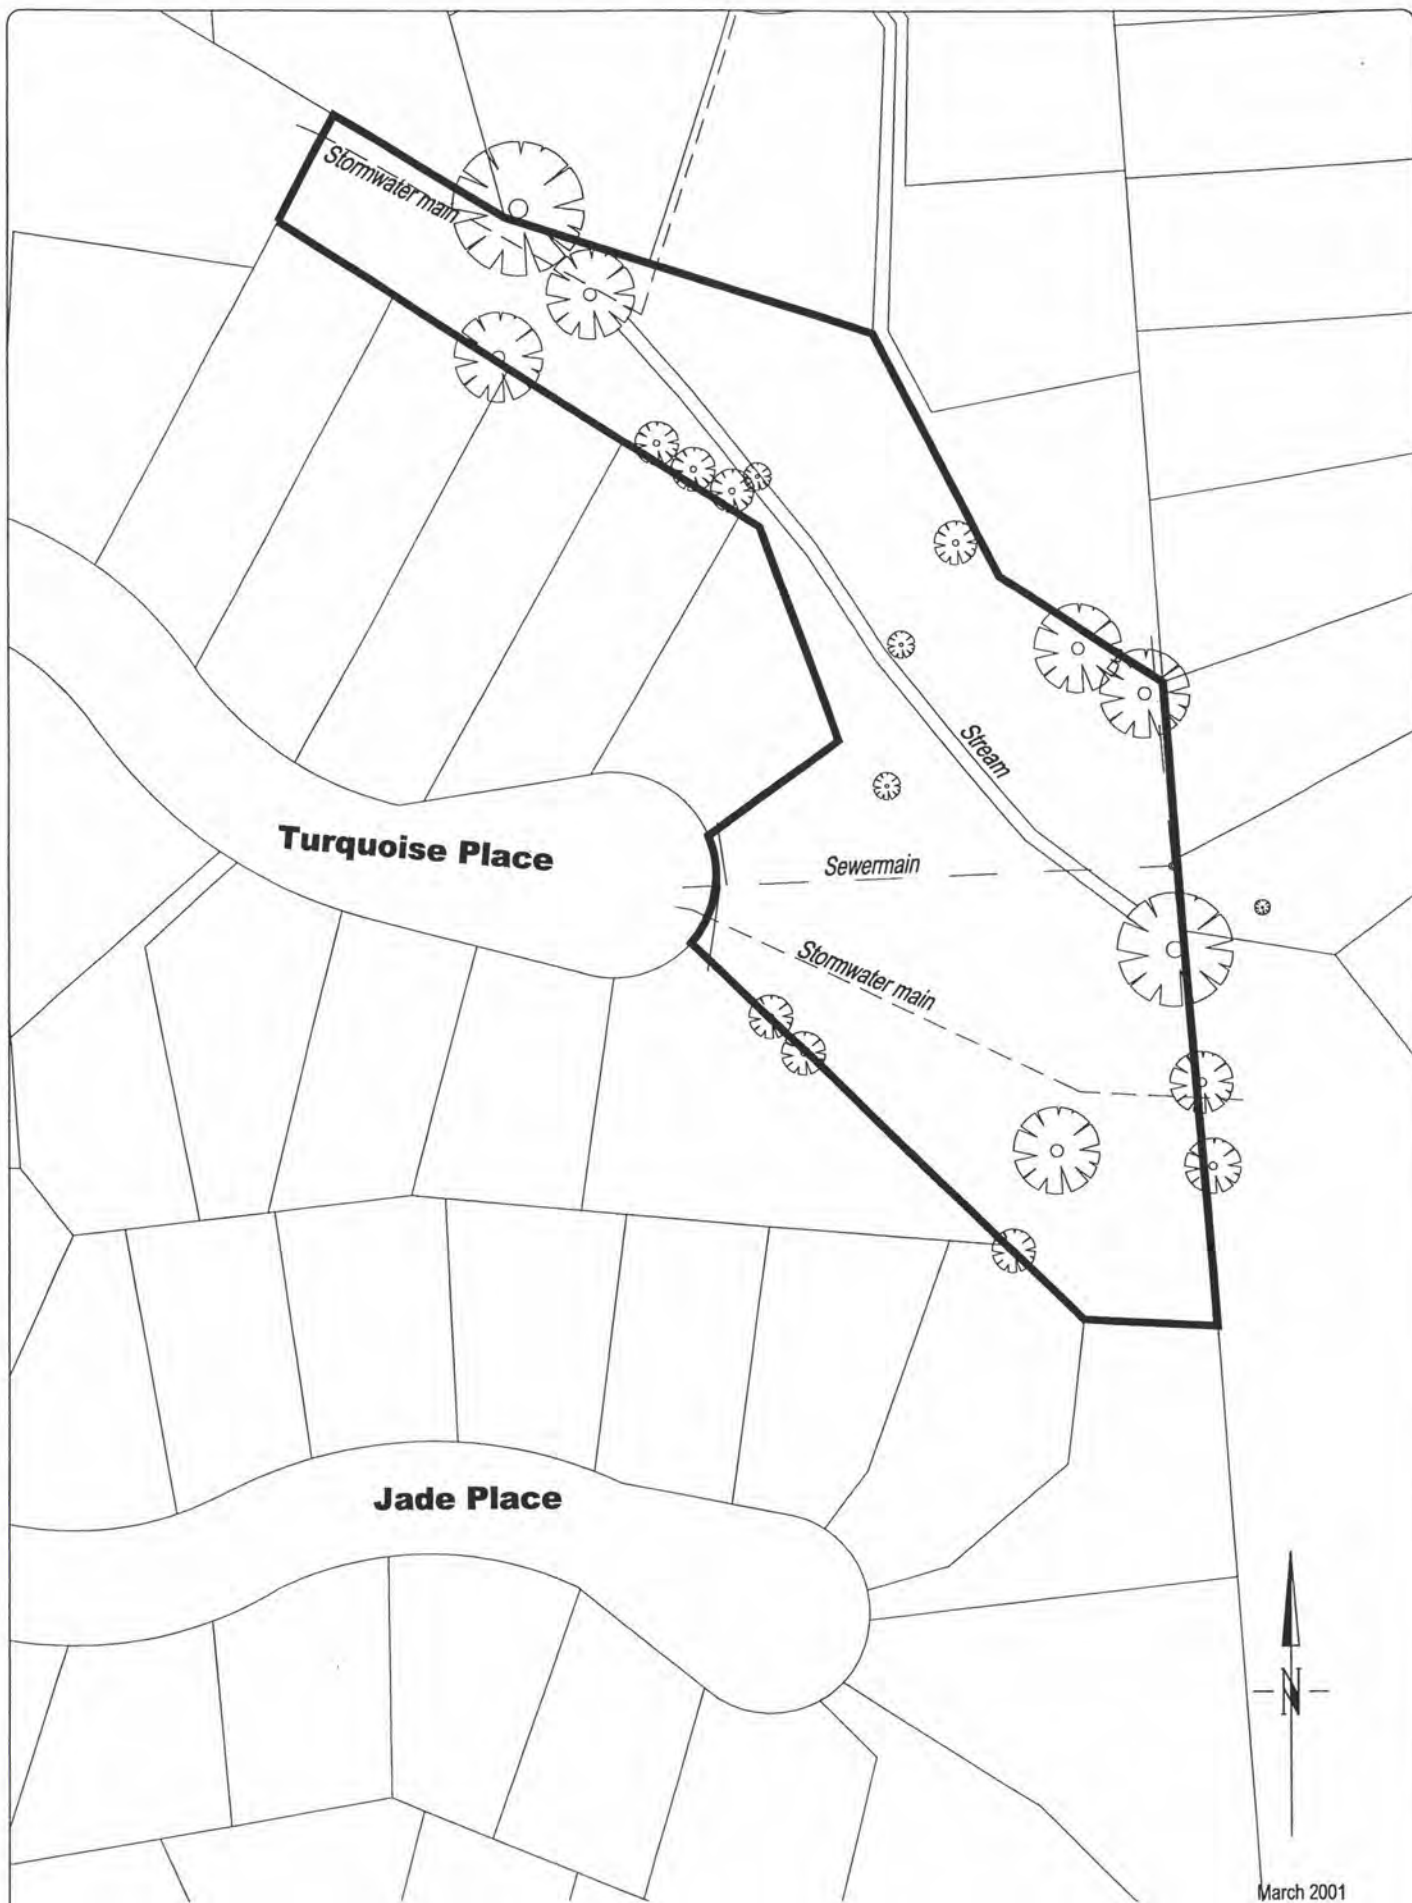 Stormwater main
Stream
Turquoise Place
Sewermain
Stormwater main
Jade Place
N
March 2001